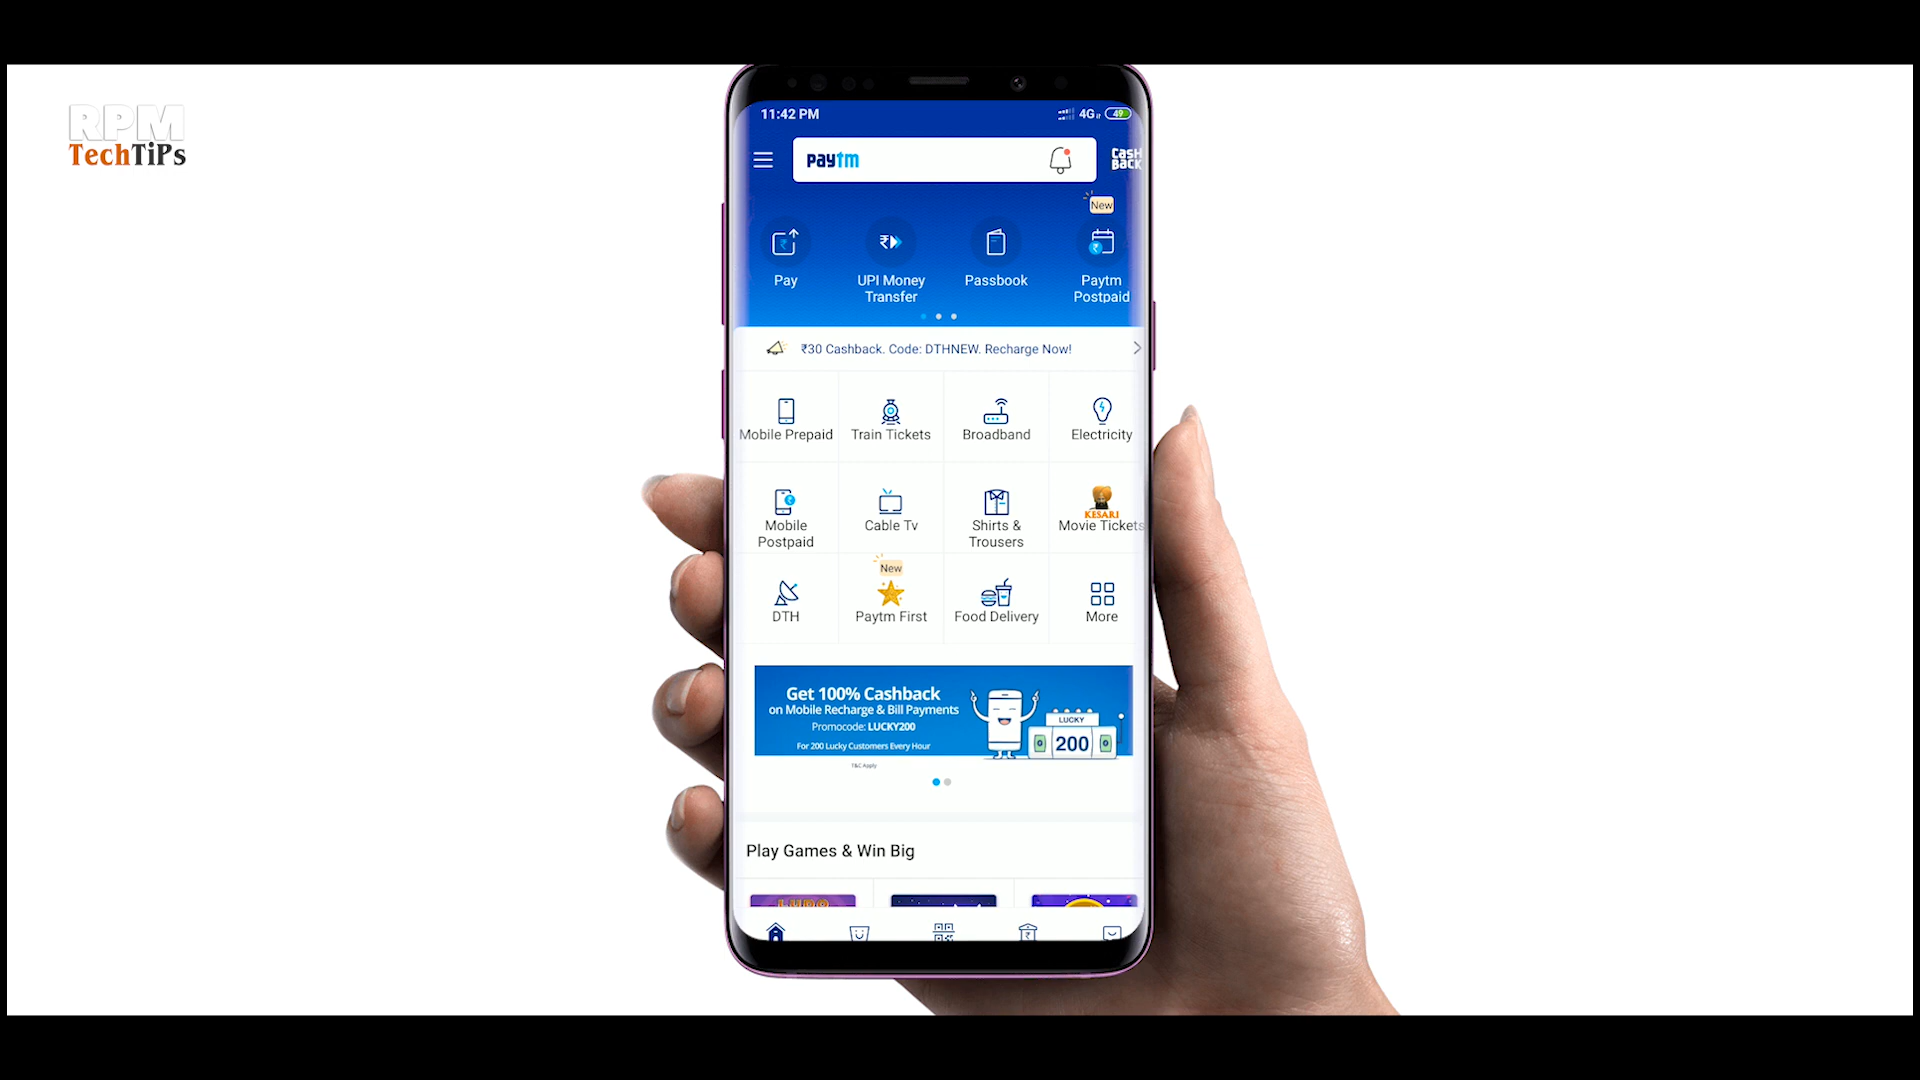 RPM
TechTiPs
11:42 PM
4G
49
paytm
CASH
BACK
New
Pay
UPI Money
Transfer
Passbook
Paytm
Postpaid
₹30 Cashback. Code: DTHNEW. Recharge Now!
Mobile Prepaid
Train Tickets
Broadband
Electricity
Mobile
Postpaid
Cable Tv
Shirts &
Trousers
KESARI
Movie Tickets
New
DTH
Paytm First
Food Delivery
More
Get 100% Cashback
on Mobile Recharge & Bill Payments
Promocode: LUCKY200
For 200 Lucky Customers Every Hour
T&C Apply
LUCKY
200
Play Games & Win Big
LUDO